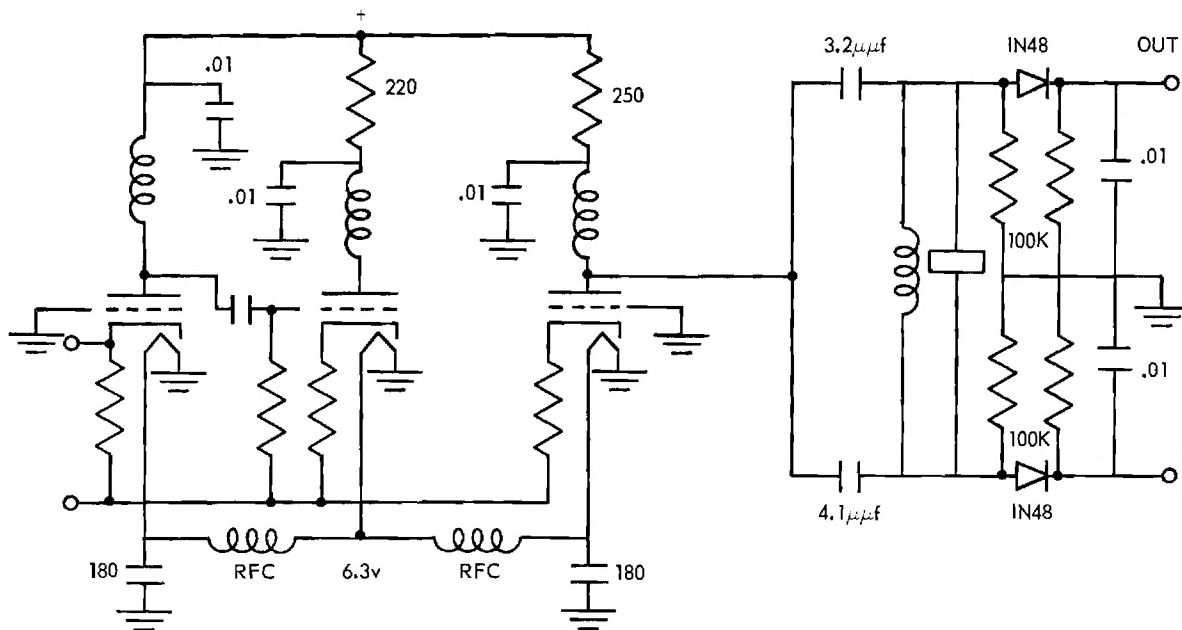 +
.01
220
250
3.2μμf
IN48
OUT
.01
.01
.01
100K
100K
.01
4.1μμf
IN48
180
RFC
6.3v
RFC
180